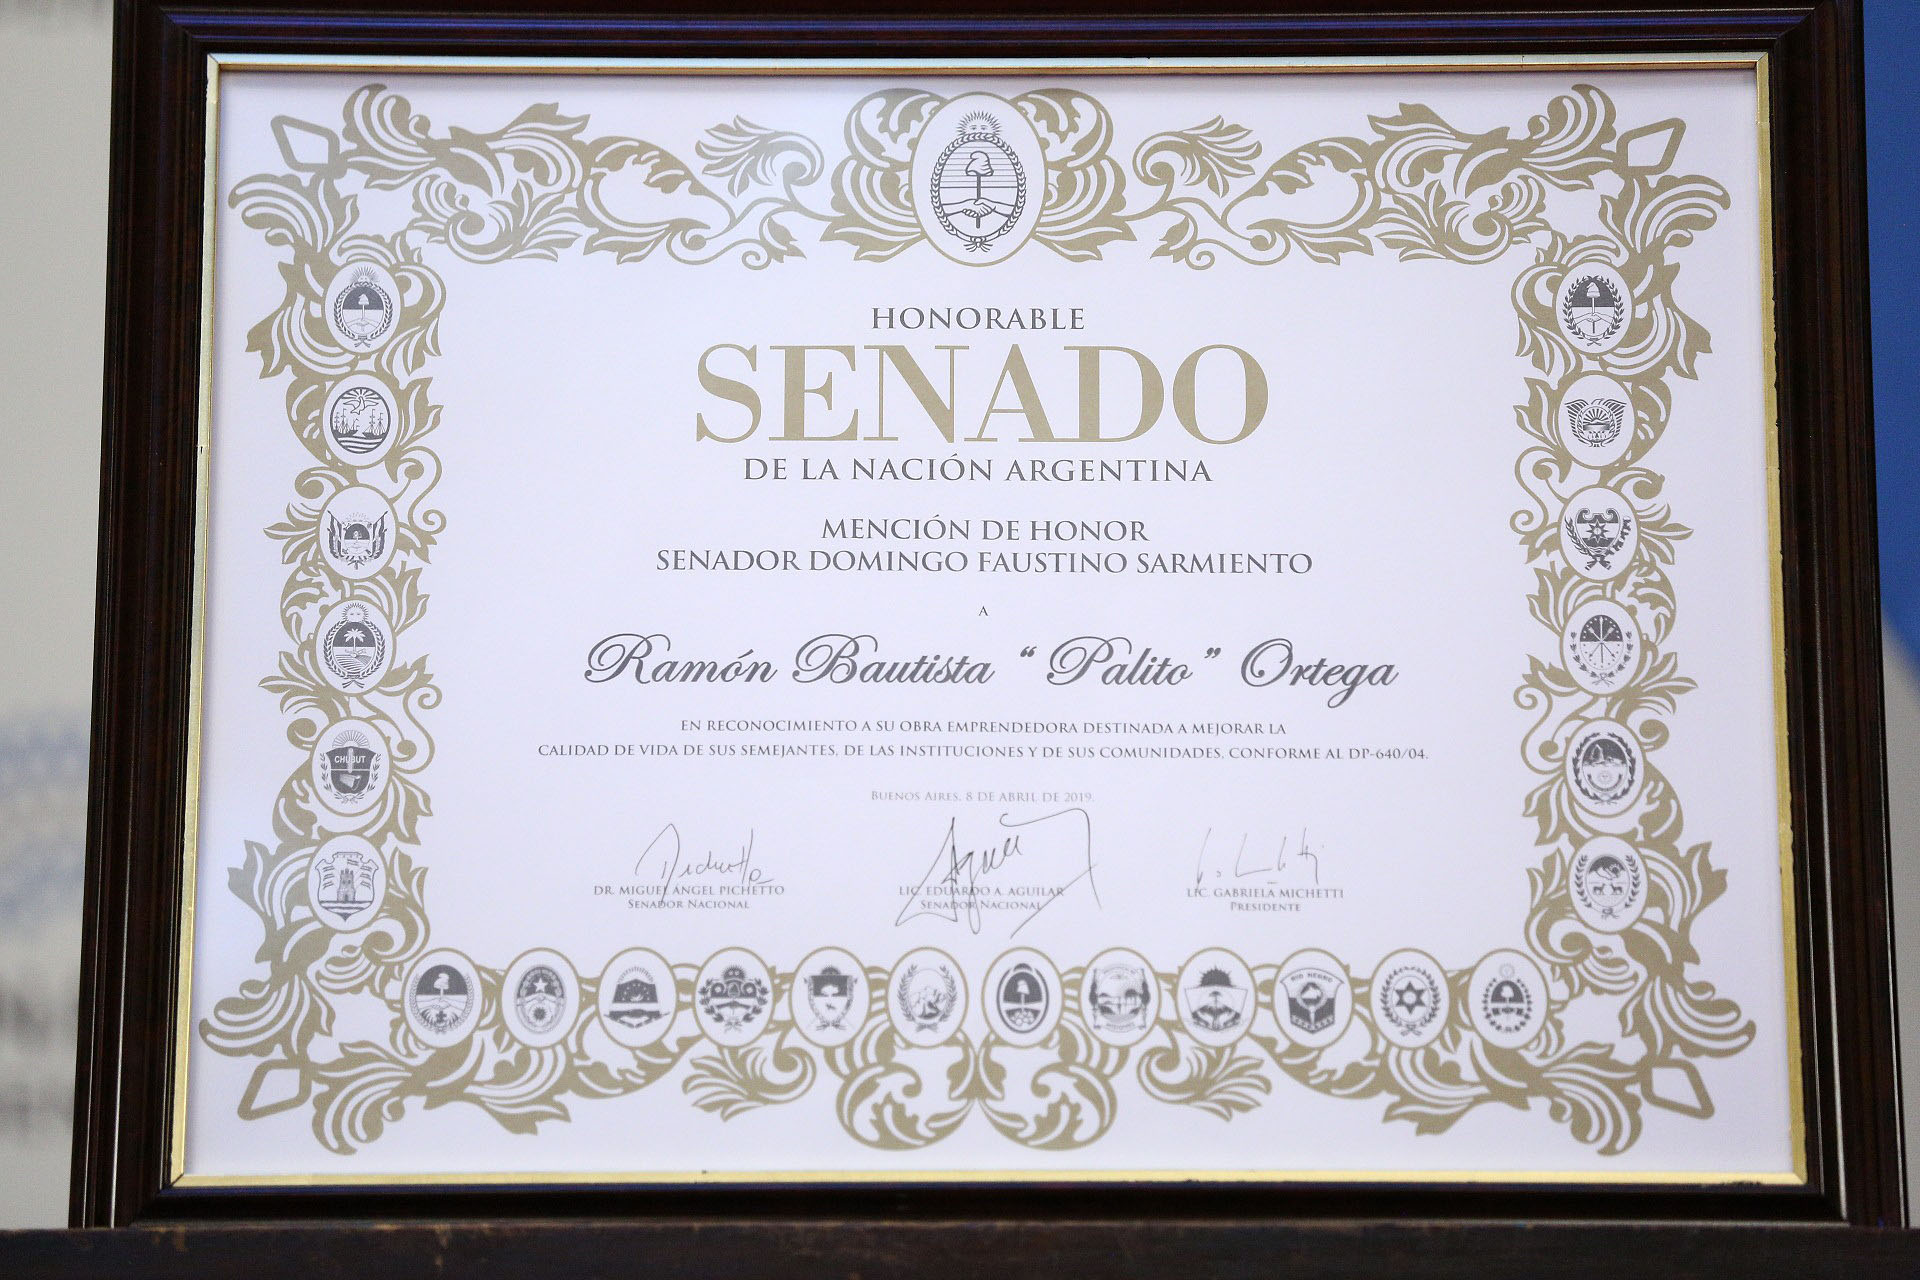 HONORABLE
SENADO
DE LA NACIÓN ARGENTINA
MENCIÓN DE HONOR
SENADOR DOMINGO FAUSTINO SARMIENTO
A
Ramón Bautista “Palito” Ortega
EN RECONOCIMIENTO A SU OBRA EMPRENDEDORA DESTINADA A MEJORAR LA
CALIDAD DE VIDA DE SUS SEMEJANTES, DE LAS INSTITUCIONES Y DE SUS COMUNIDADES, CONFORME AL DP-640/04.
BUENOS AIRES, 8 DE ABRIL DE 2019.
DR. MIGUEL ÁNGEL PICHETTO
SENADOR NACIONAL
LIC. EDUARDO A. AGUILAR
SENADOR NACIONAL
LIC. GABRIELA MICHETTI
PRESIDENTE
CHUBUT
RIO NEGRO